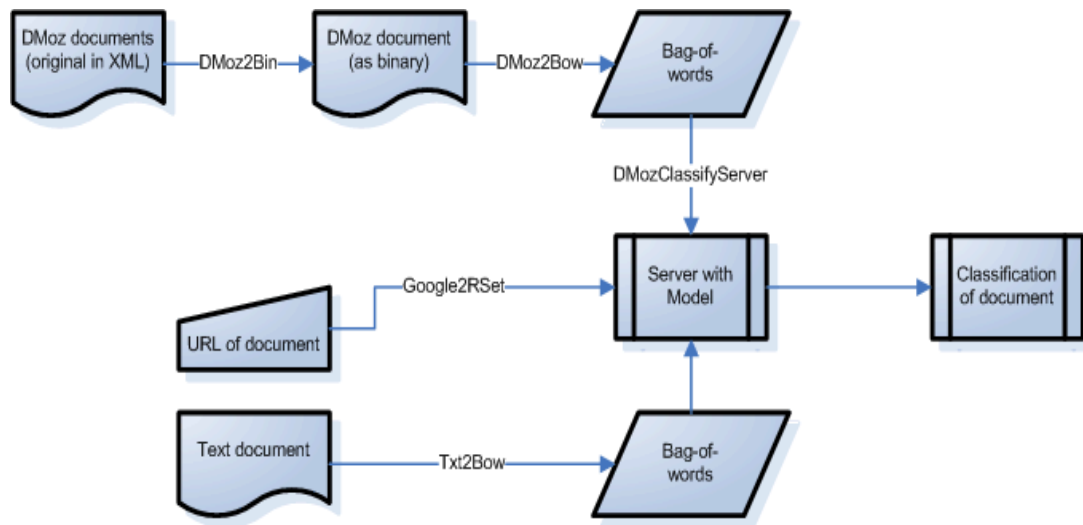 DMoz documents
(original in XML)
DMoz2Bin
DMoz document
(as binary)
DMoz2Bow
Bag-of-
words
DMozClassifyServer
Server with
Model
Classification
of document
Google2RSet
URL of document
Text document
Txt2Bow
Bag-of-
words